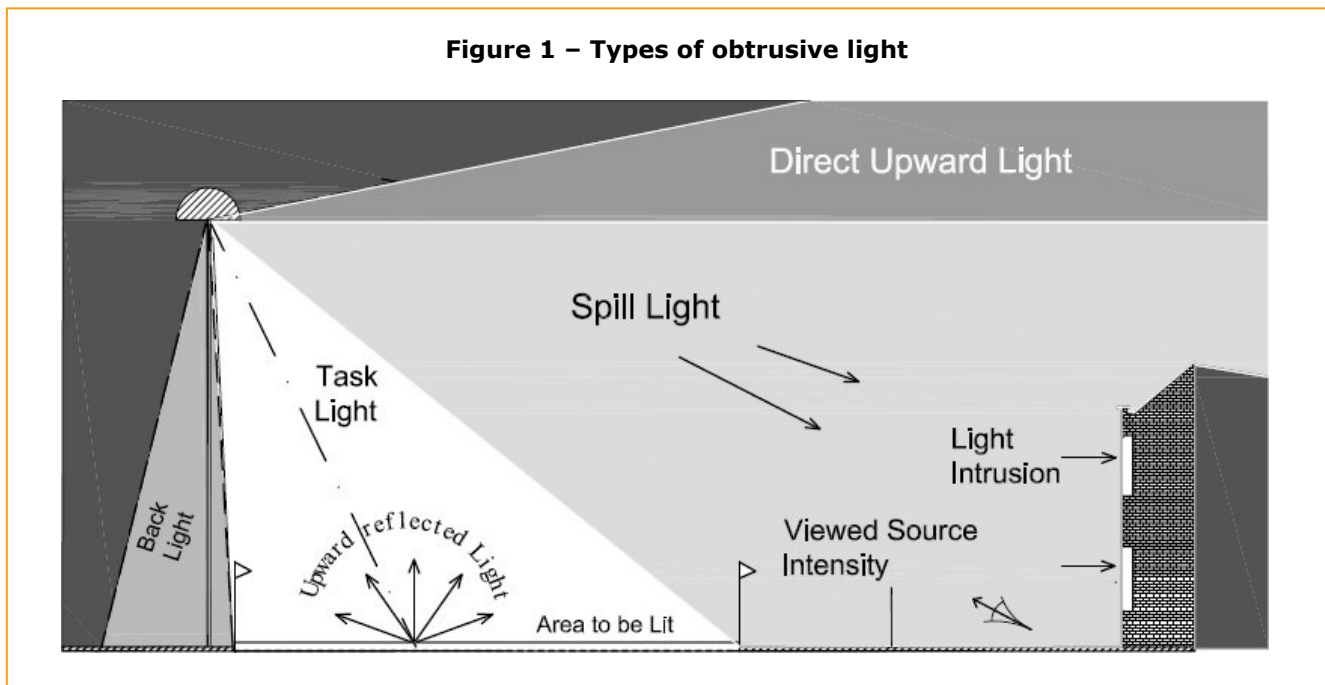 Figure 1 – Types of obtrusive light
Direct Upward Light
Spill Light
Task
Light
Light
Intrusion
Back
Light
Upward reflected Light
Viewed Source
Intensity
Area to be Lit